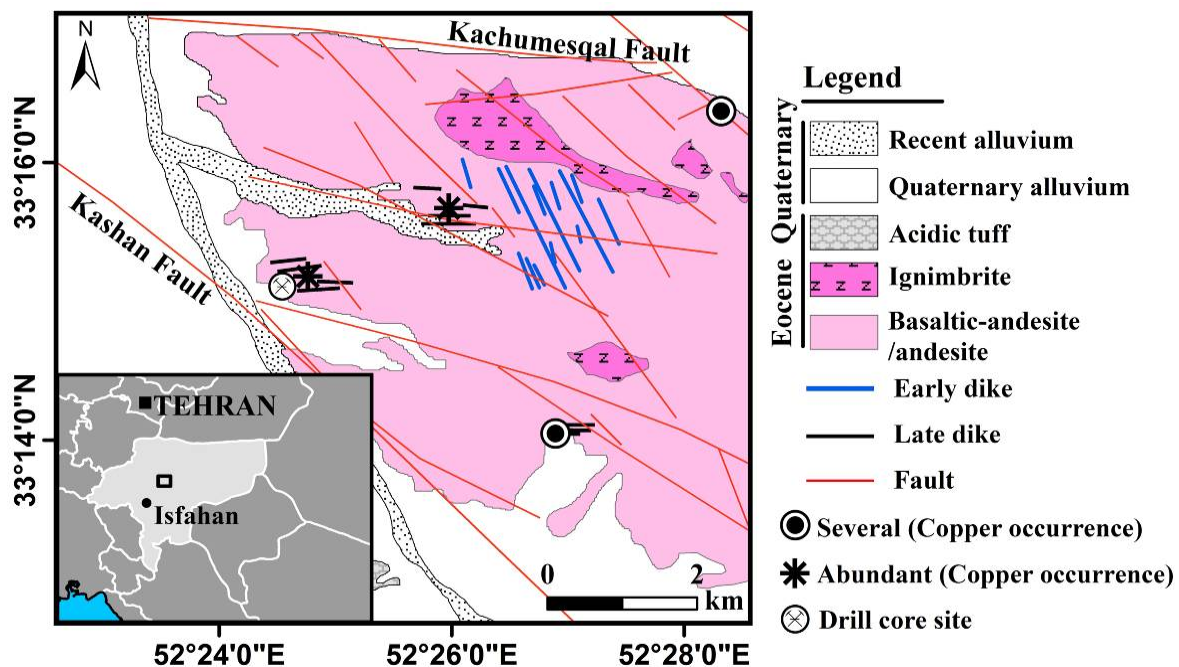 N
Kachumesqal Fault
33°16'0"N
Kashan Fault
33°14'0"N
TEHRAN
Isfahan
0 2
km
52°24'0"E 52°26'0"E 52°28'0"E
Legend
Quaternary
Recent alluvium
Quaternary alluvium
Eocene
Acidic tuff
Ignimbrite
Basaltic-andesite
/andesite
Early dike
Late dike
Fault
Several (Copper occurrence)
Abundant (Copper occurrence)
Drill core site